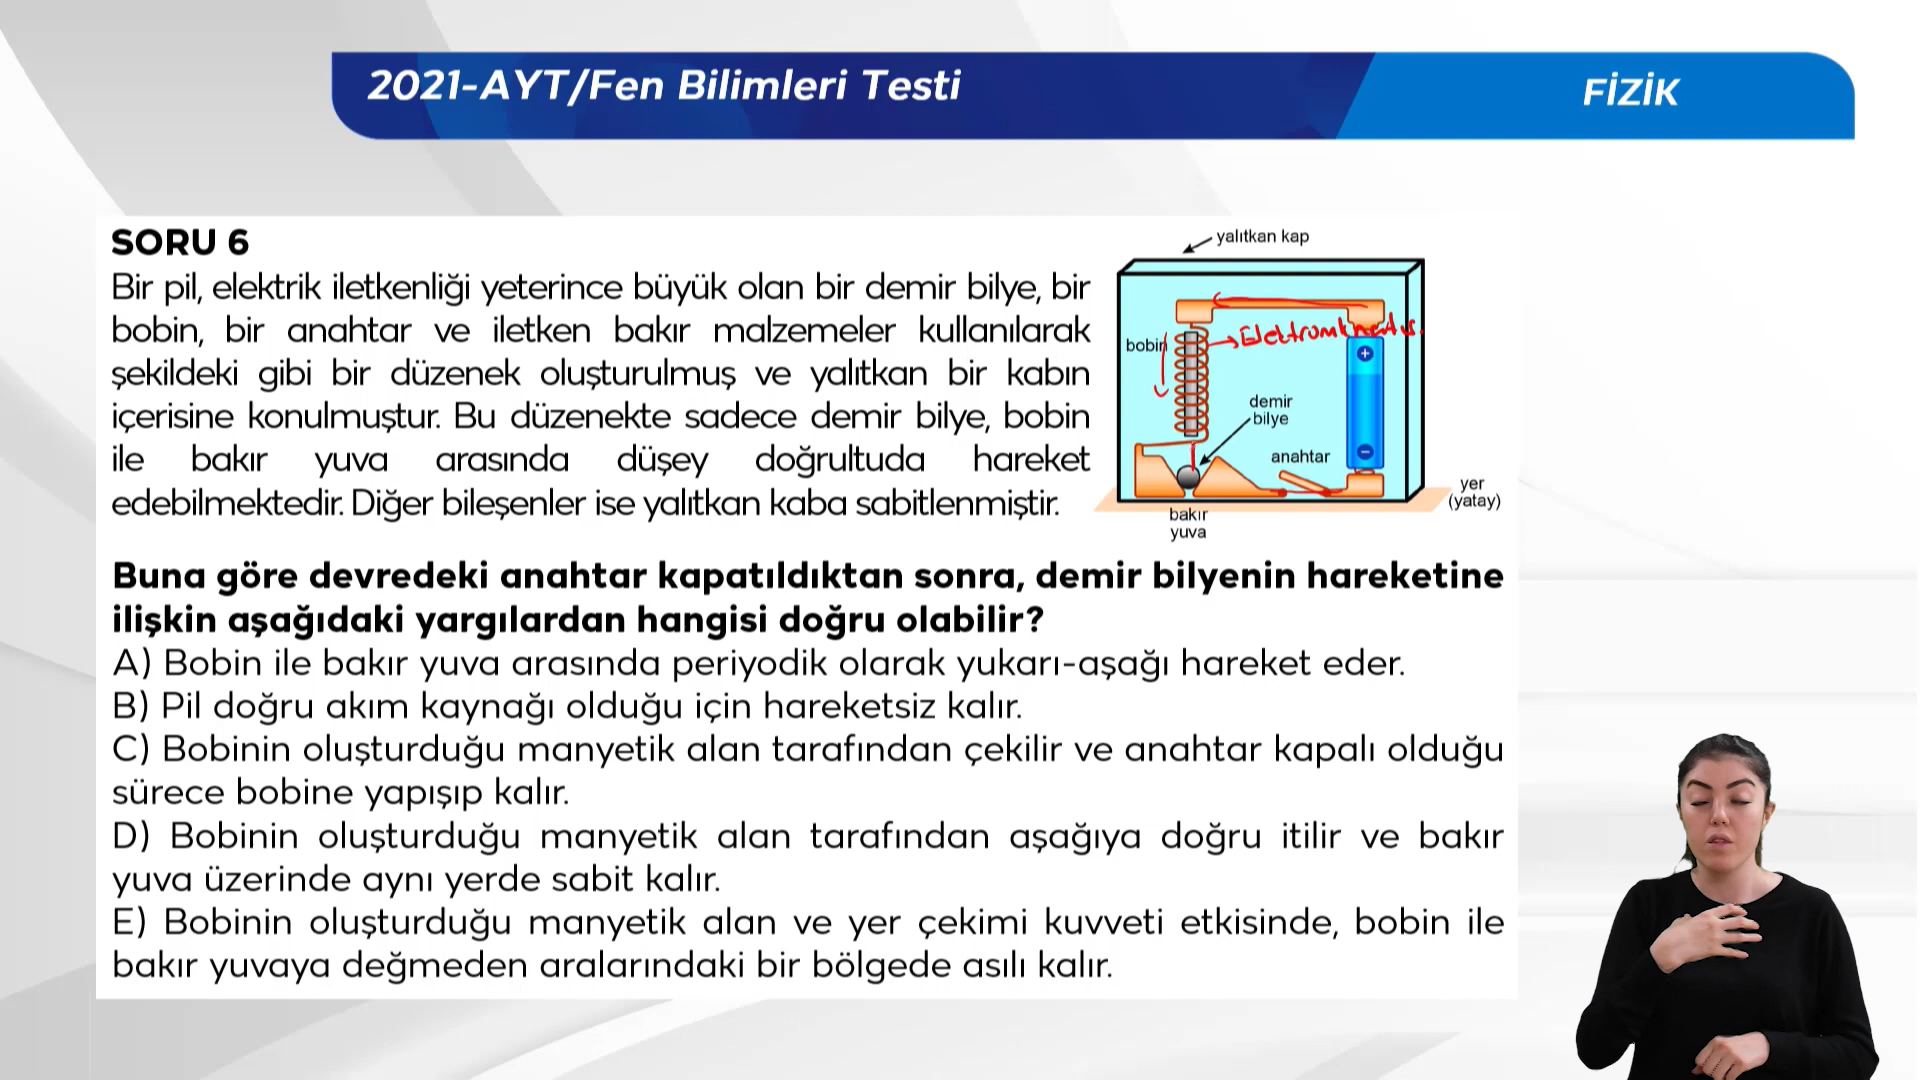 2021-AYT/Fen Bilimleri Testi
FİZİK
SORU 6
Bir pil, elektrik iletkenliği yeterince büyük olan bir demir bilye, bir
bobin, bir anahtar ve iletken bakır malzemeler kullanılarak
şekildeki gibi bir düzenek oluşturulmuş ve yalıtkan bir kabın
içerisine konulmuştur. Bu düzenekte sadece demir bilye, bobin
ile bakır yuva arasında düşey doğrultuda hareket
edebilmektedir. Diğer bileşenler ise yalıtkan kaba sabitlenmiştir.
yalıtkan kap
bobin
+
demir
bilye
anahtar
−
yer
(yatay)
bakır
yuva
Buna göre devredeki anahtar kapatıldıktan sonra, demir bilyenin hareketine
ilişkin aşağıdaki yargılardan hangisi doğru olabilir?
A) Bobin ile bakır yuva arasında periyodik olarak yukarı-aşağı hareket eder.
B) Pil doğru akım kaynağı olduğu için hareketsiz kalır.
C) Bobinin oluşturduğu manyetik alan tarafından çekilir ve anahtar kapalı olduğu
sürece bobine yapışıp kalır.
D) Bobinin oluşturduğu manyetik alan tarafından aşağıya doğru itilir ve bakır
yuva üzerinde aynı yerde sabit kalır.
E) Bobinin oluşturduğu manyetik alan ve yer çekimi kuvveti etkisinde, bobin ile
bakır yuvaya değmeden aralarındaki bir bölgede asılı kalır.